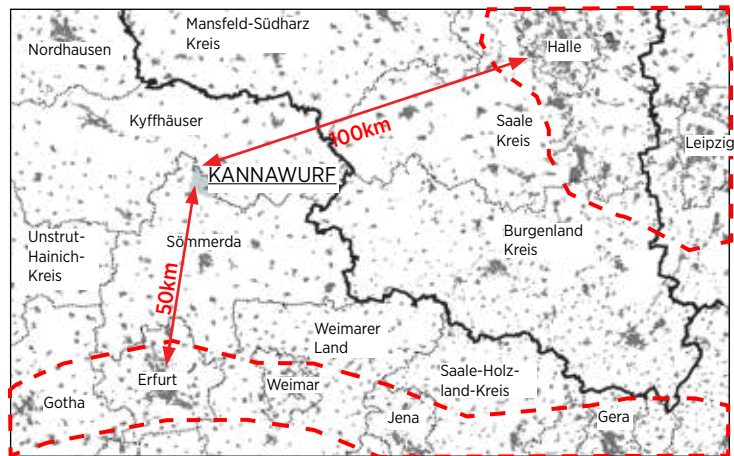 Nordhausen
Mansfeld-Südharz
Kreis
Halle
Kyffhäuser
100km
Saale
Kreis
Leipzig
KANNAWURF
Unstrut-
Hainich-
Kreis
Sömmerda
Burgenland
Kreis
50km
Weimarer
Land
Saale-Holz-
land-Kreis
Erfurt
Weimar
Gotha
Jena
Gera